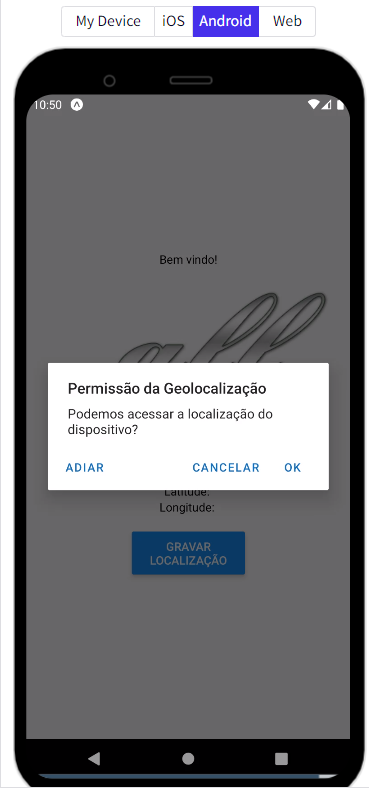 My Device iOS Android Web
10:50
Bem vindo!
Permissão da Geolocalização
Podemos acessar a localização do
dispositivo?
ADIAR CANCELAR OK
Latitude:
Longitude:
GRAVAR
LOCALIZAÇÃO